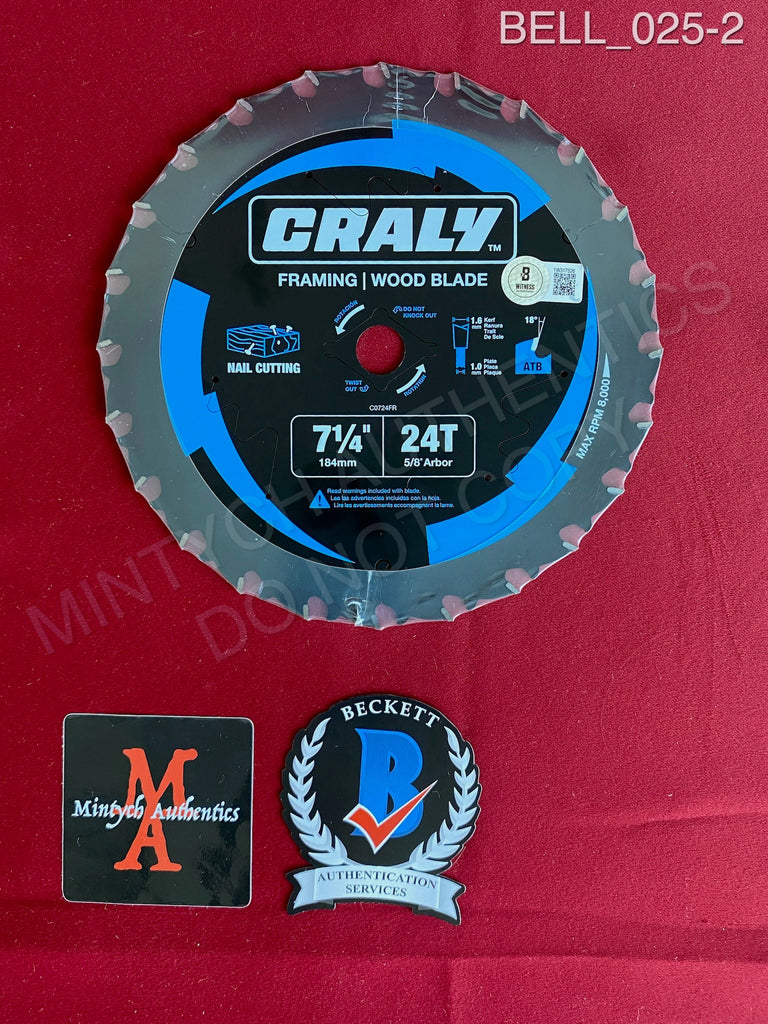 BELL_025-2
CRALY™
FRAMING | WOOD BLADE
B
WITNESS
NAIL CUTTING
ROTACIÓN
DO NOT
KNOCK OUT
TWIST
OUT
ROTATION
1.6
mm
Kerf
Ranura
Trait
De Scie
1.0
mm
Plate
Placa
Plaque
18°
ATB
C0724FR
MAX RPM 8,000
7¼"
184mm
24T
5/8" Arbor
Read warnings included with blade.
Lea las advertencias incluidas con la hoja.
Lire les avertissements accompagnant la lame.
MINTYCH AUTHENTICS
DO NOT COPY
MA
Mintych Authentics
BECKETT
B
AUTHENTICATION
SERVICES